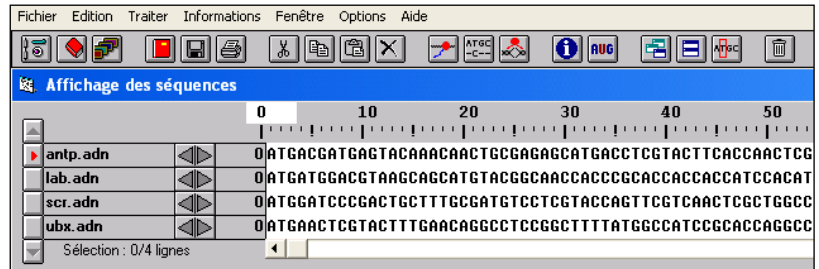 Fichier Edition Traiter Informations Fenêtre Options Aide
ATGC
--C--
AUG
ATGC
Affichage des séquences
0 10 20 30 40 50
antp.adn 0 ATGACGATGAGTACAAACAACTGCGAGAGCATGACCTCGTACTTCACCAACTCG
lab.adn 0 ATGATGGACGTAAGCAGCATGTACGGCAACCACCCGCACCACCACCATCCACAT
scr.adn 0 ATGGATCCCGACTGCTTTGCGATGTCCTCGTACCAGTTCGTCAACTCGCTGGCC
ubx.adn 0 ATGAACTCGTACTTTGAACAGGCCTCCGGCTTTTATGGCCATCCGCACCAGGCC
Sélection : 0/4 lignes